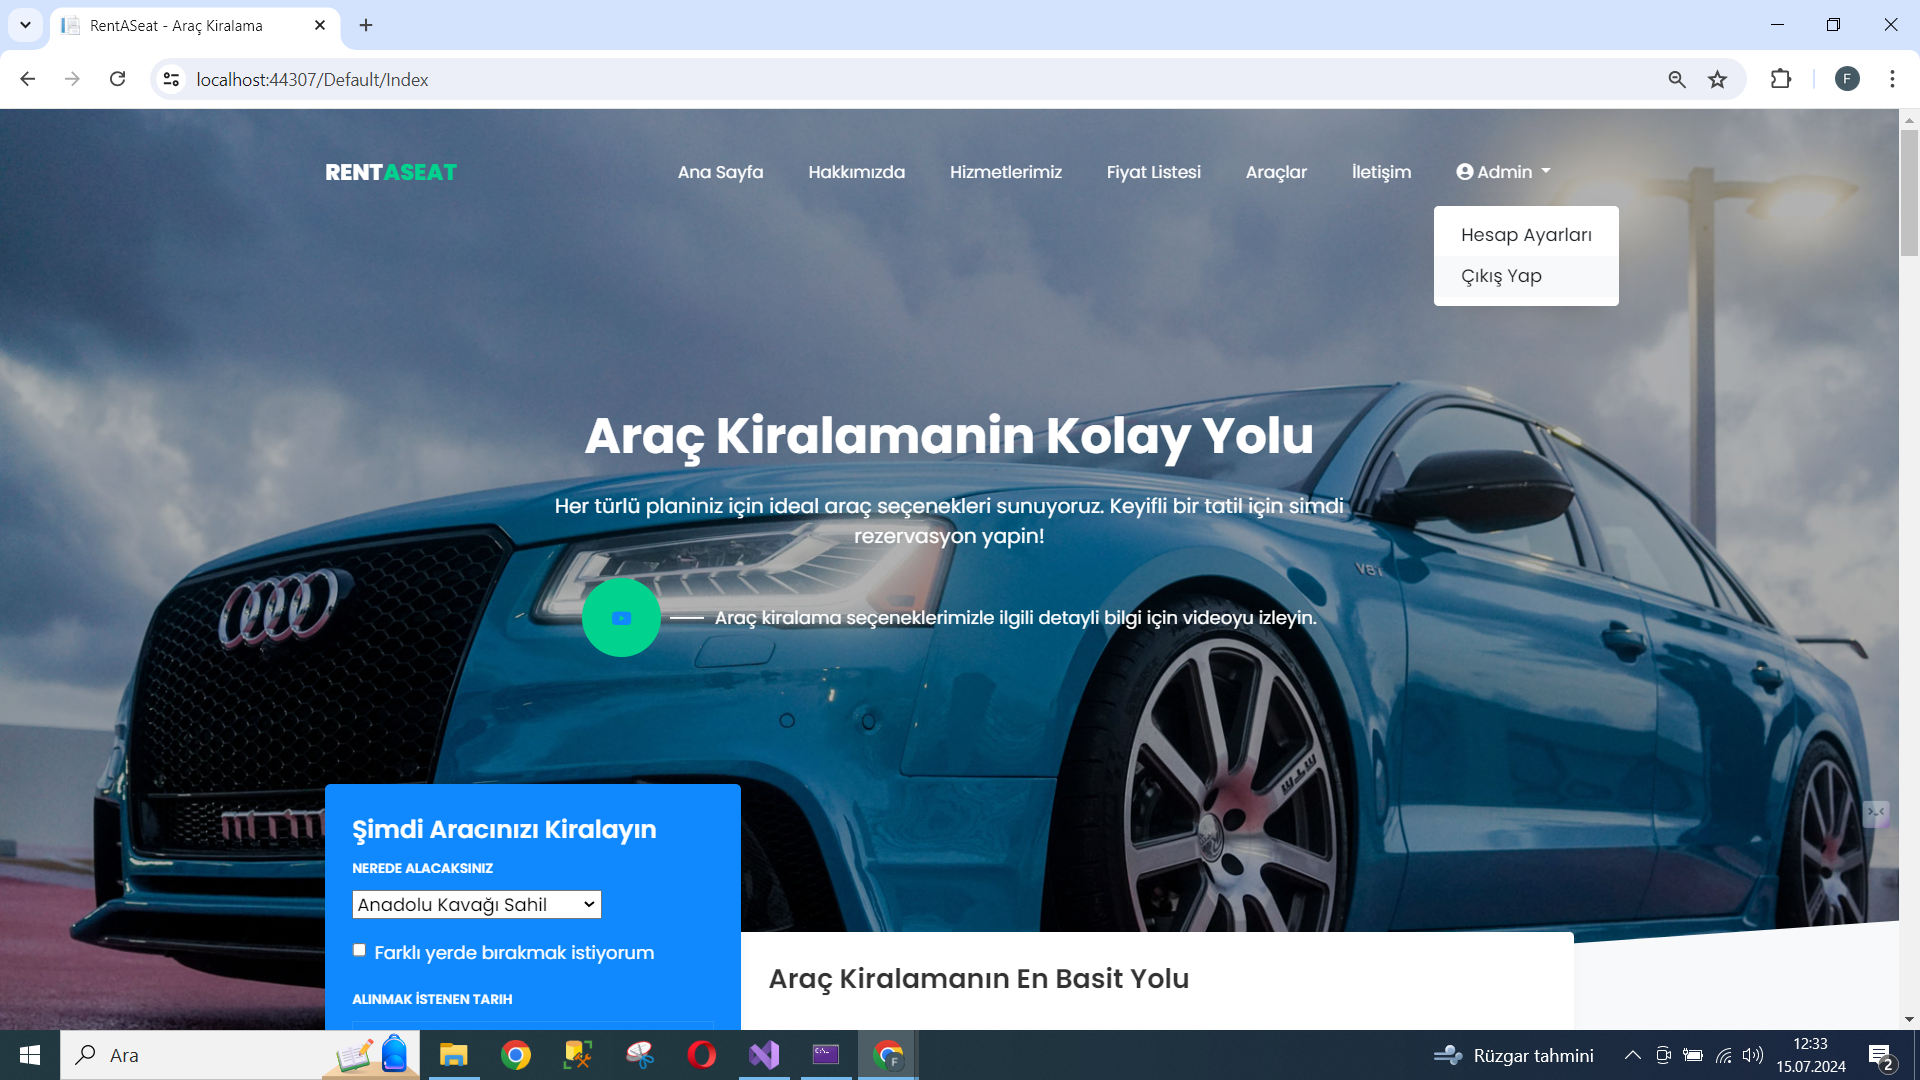 RentASeat - Araç Kiralama
localhost:44307/Default/Index
F
RENTASEAT
Ana Sayfa
Hakkımızda
Hizmetlerimiz
Fiyat Listesi
Araçlar
İletişim
Admin
Hesap Ayarları
Çıkış Yap
Araç Kiralamanin Kolay Yolu
Her türlü planiniz için ideal araç seçenekleri sunuyoruz. Keyifli bir tatil için simdi
rezervasyon yapin!
V8T
Araç kiralama seçeneklerimizle ilgili detayli bilgi için videoyu izleyin.
Şimdi Aracınızı Kiralayın
NEREDE ALACAKSINIZ
Anadolu Kavağı Sahil
Farklı yerde bırakmak istiyorum
ALINMAK İSTENEN TARIH
Araç Kiralamanın En Basit Yolu
Ara
F
Rüzgar tahmini
12:33
15.07.2024
2